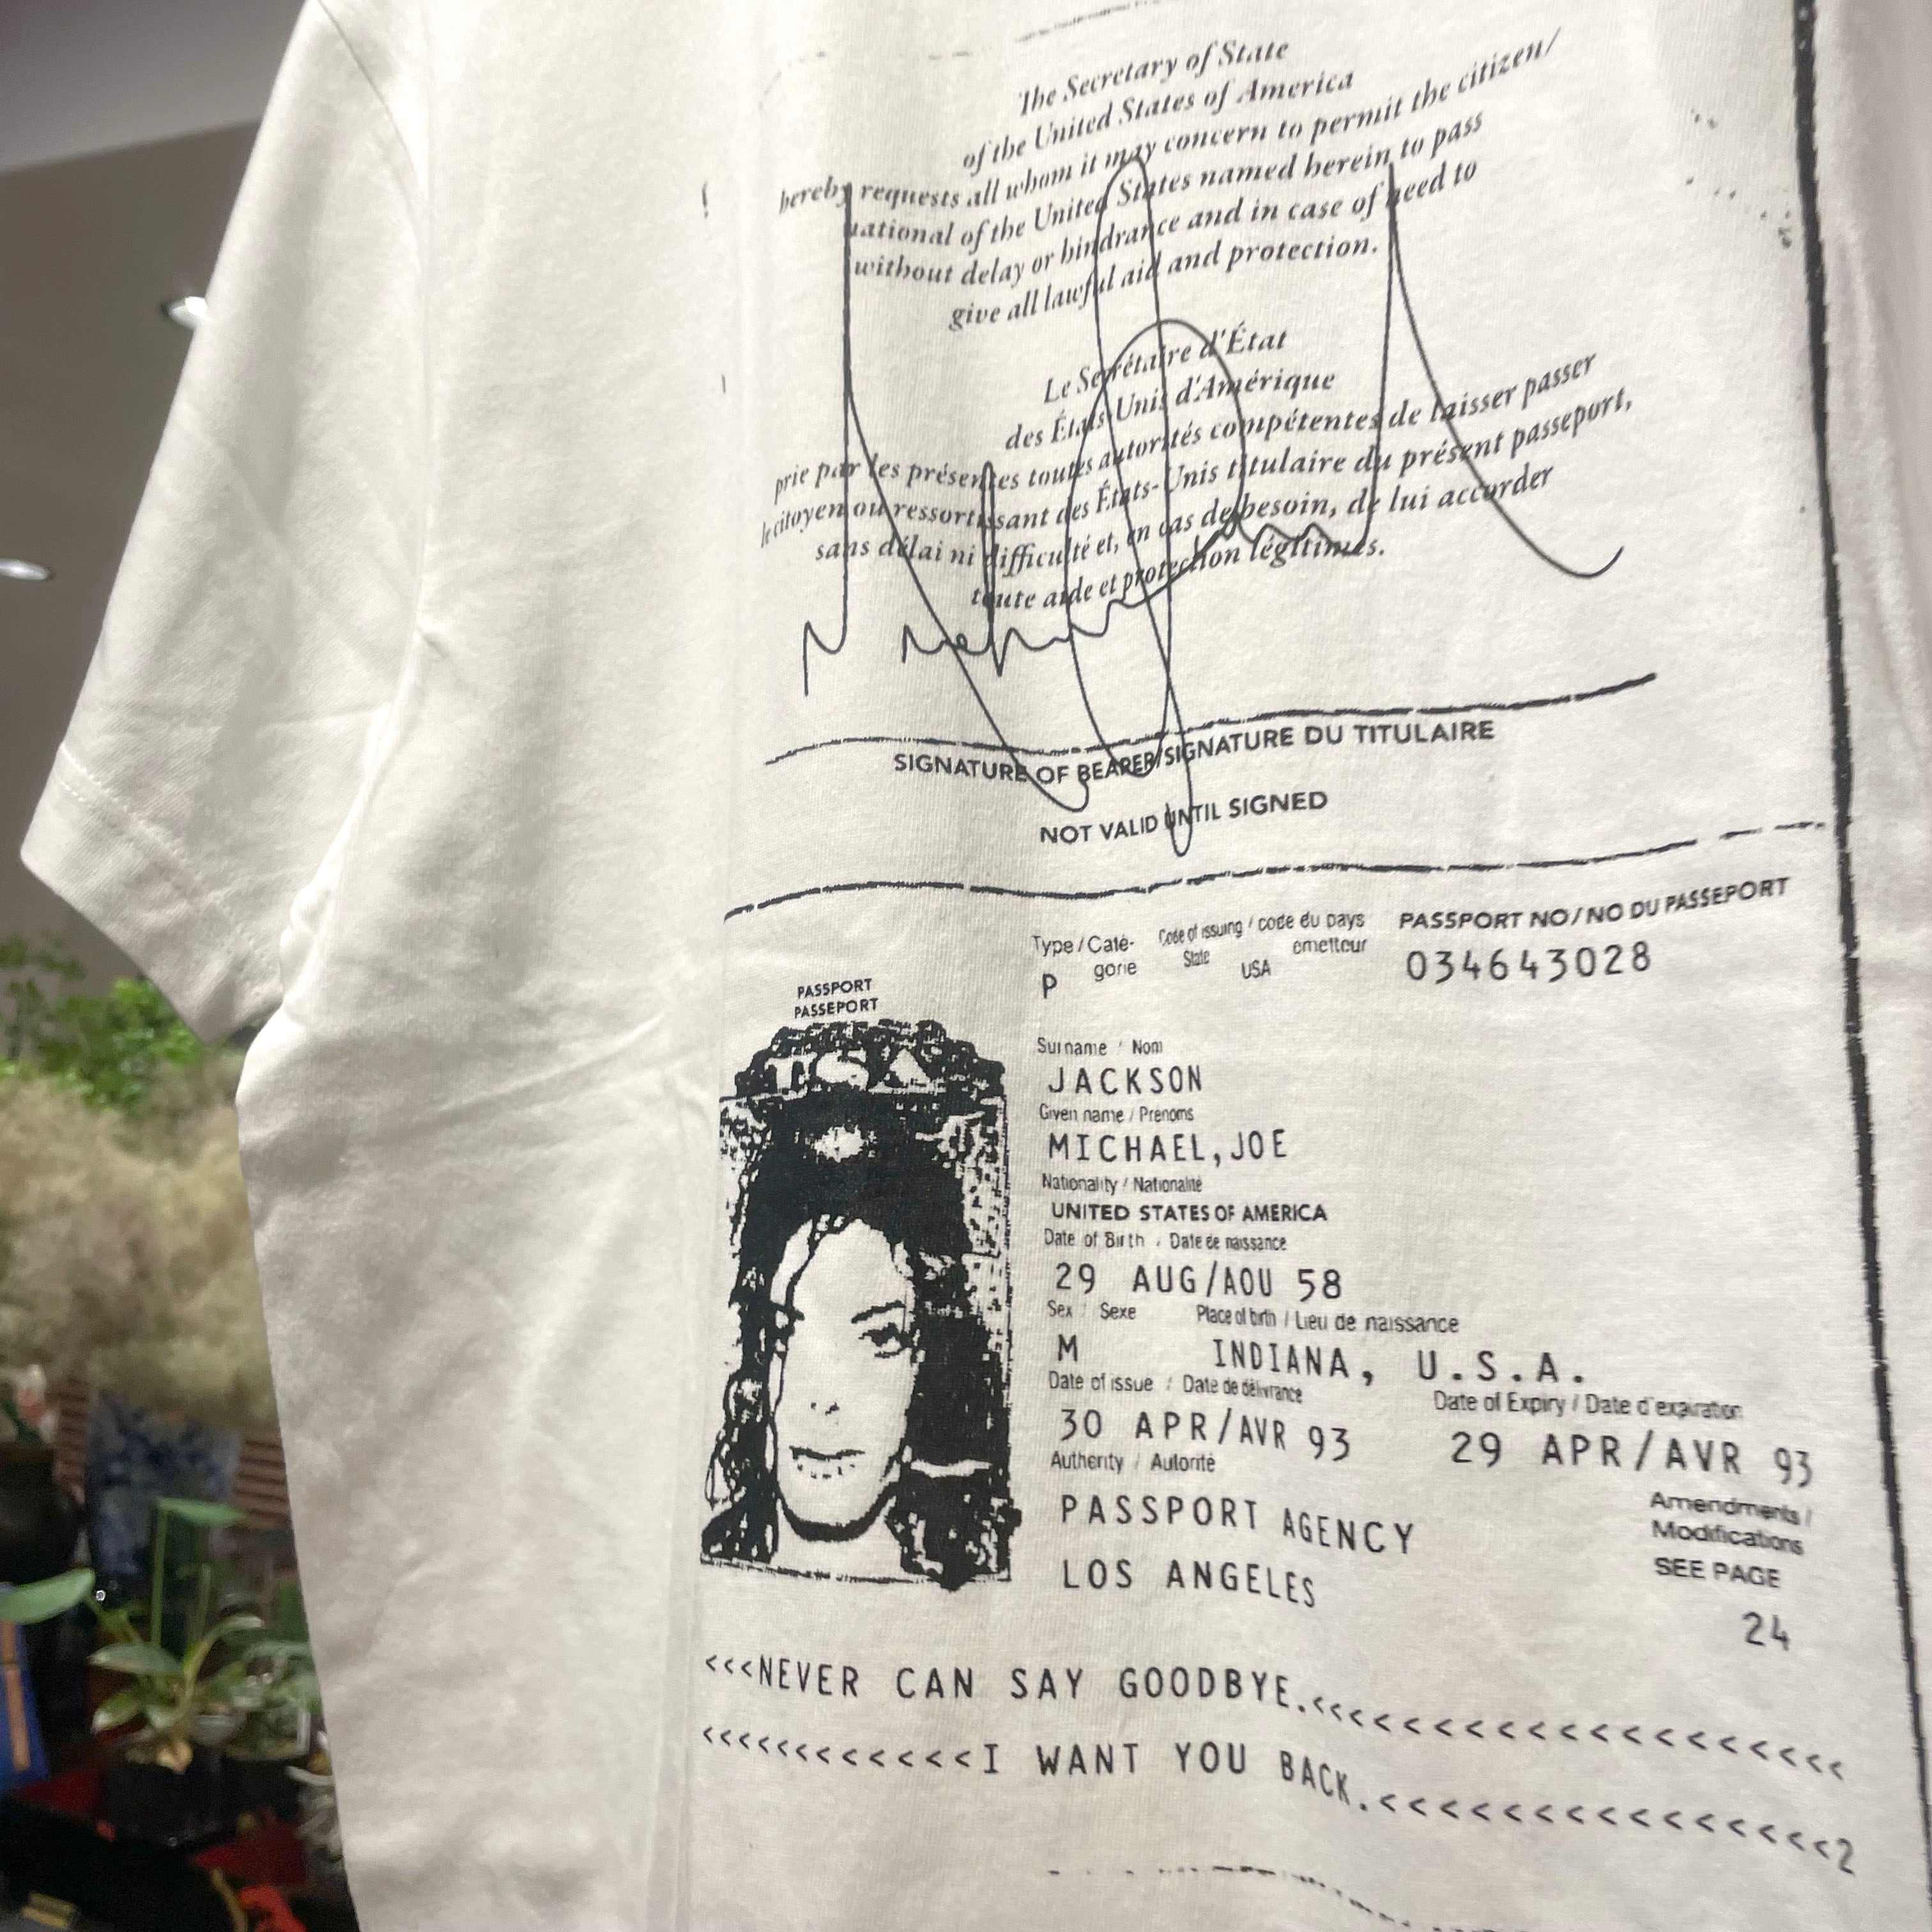 The Secretary of State
of the United States of America
hereby requests all whom it may concern to permit the citizen/
national of the United States named herein to pass
without delay or hindrance and in case of need to
give all lawful aid and protection.
Le Secrétaire d'État
des États-Unis d'Amérique
prie par les présentes toutes autorités compétentes de laisser passer
le citoyen ou ressortissant des États-Unis titulaire du présent passeport,
sans délai ni difficulté et, en cas de besoin, de lui accorder
toute aide et protection légitimes.
SIGNATURE OF BEARER/SIGNATURE DU TITULAIRE
NOT VALID UNTIL SIGNED
PASSPORT
PASSEPORT
USA
Type / Caté-
gorie
P
Code of issuing / code du pays
State emetteur
USA
PASSPORT NO/NO DU PASSEPORT
034643028
Surname / Nom
JACKSON
Given name / Prenoms
MICHAEL,JOE
Nationality / Nationalité
UNITED STATES OF AMERICA
Date of Birth / Date de naissance
29 AUG/AOU 58
Sex / Sexe Place of birth / Lieu de naissance
M INDIANA, U.S.A.
Date of issue / Date de délivrance Date of Expiry / Date d'expiration
30 APR/AVR 93 29 APR/AVR 93
Authority / Autorité
PASSPORT AGENCY
LOS ANGELES
Amendments/
Modifications
SEE PAGE
24
<<<NEVER CAN SAY GOODBYE.<<<<<<<<<<<<<<<<<<<
<<<<<<<<<<<<I WANT YOU BACK.<<<<<<<<<<<<<<<<2